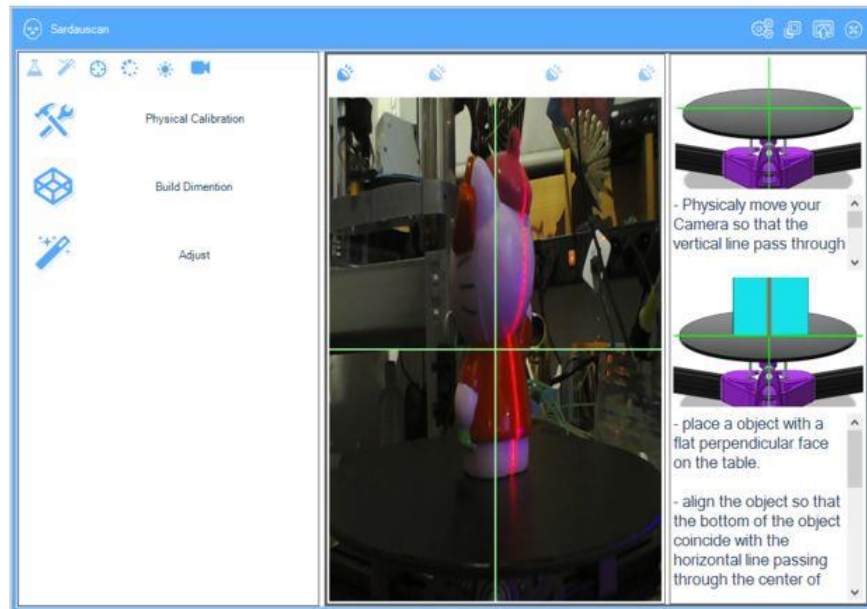 Sardauscan
Physical Calibration
Build Dimention
Adjust
- Physicaly move your
Camera so that the
vertical line pass through
- place a object with a
flat perpendicular face
on the table.
- align the object so that
the bottom of the object
coincide with the
horizontal line passing
through the center of